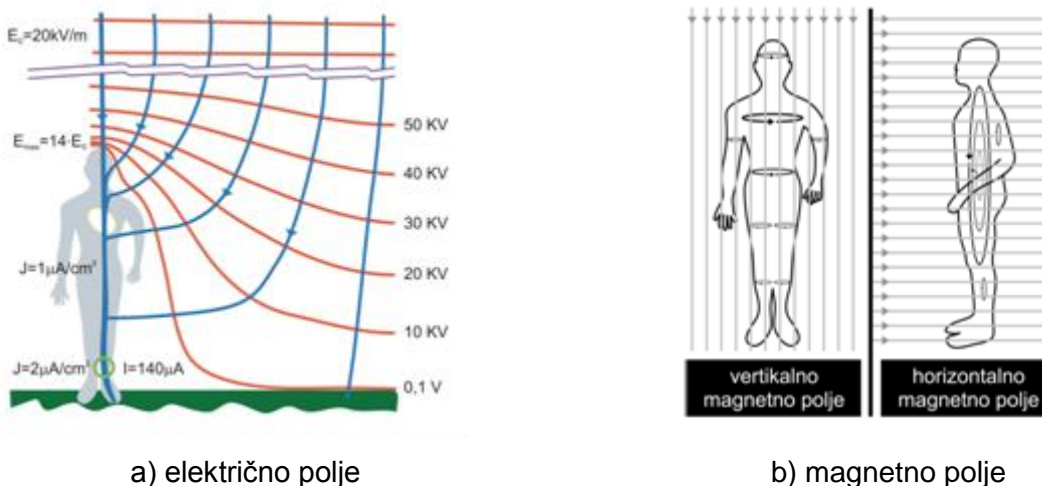 E₀=20kV/m
Eₘₐₓ=14·E₀
50 KV
40 KV
30 KV
20 KV
10 KV
0,1 V
J=1µA/cm²
J=2µA/cm² I=140µA
vertikalno
magnetno polje
horizontalno
magnetno polje
a) električno polje
b) magnetno polje